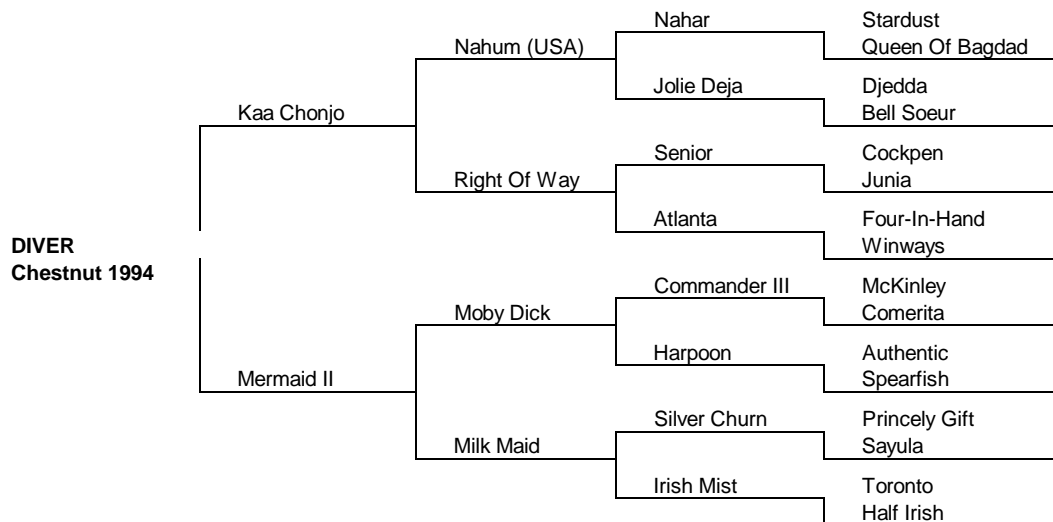 Nahar
Stardust
Nahum (USA)
Queen Of Bagdad
Jolie Deja
Djedda
Kaa Chonjo
Bell Soeur
Senior
Cockpen
Right Of Way
Junia
Atlanta
Four-In-Hand
DIVER
Winways
Chestnut 1994
Commander III
McKinley
Moby Dick
Comerita
Harpoon
Authentic
Mermaid II
Spearfish
Silver Churn
Princely Gift
Milk Maid
Sayula
Irish Mist
Toronto
Half Irish